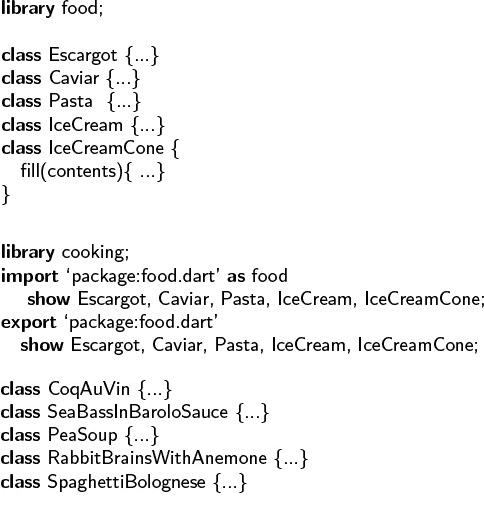 library food;
class Escargot {...}
class Caviar {...}
class Pasta {...}
class IceCream {...}
class IceCreamCone {
fill(contents){ ...}
}
library cooking;
import ‘package:food.dart’ as food
show Escargot, Caviar, Pasta, IceCream, IceCreamCone;
export ‘package:food.dart’
show Escargot, Caviar, Pasta, IceCream, IceCreamCone;
class CoqAuVin {...}
class SeaBassInBaroloSauce {...}
class PeaSoup {...}
class RabbitBrainsWithAnemone {...}
class SpaghettiBolognese {...}